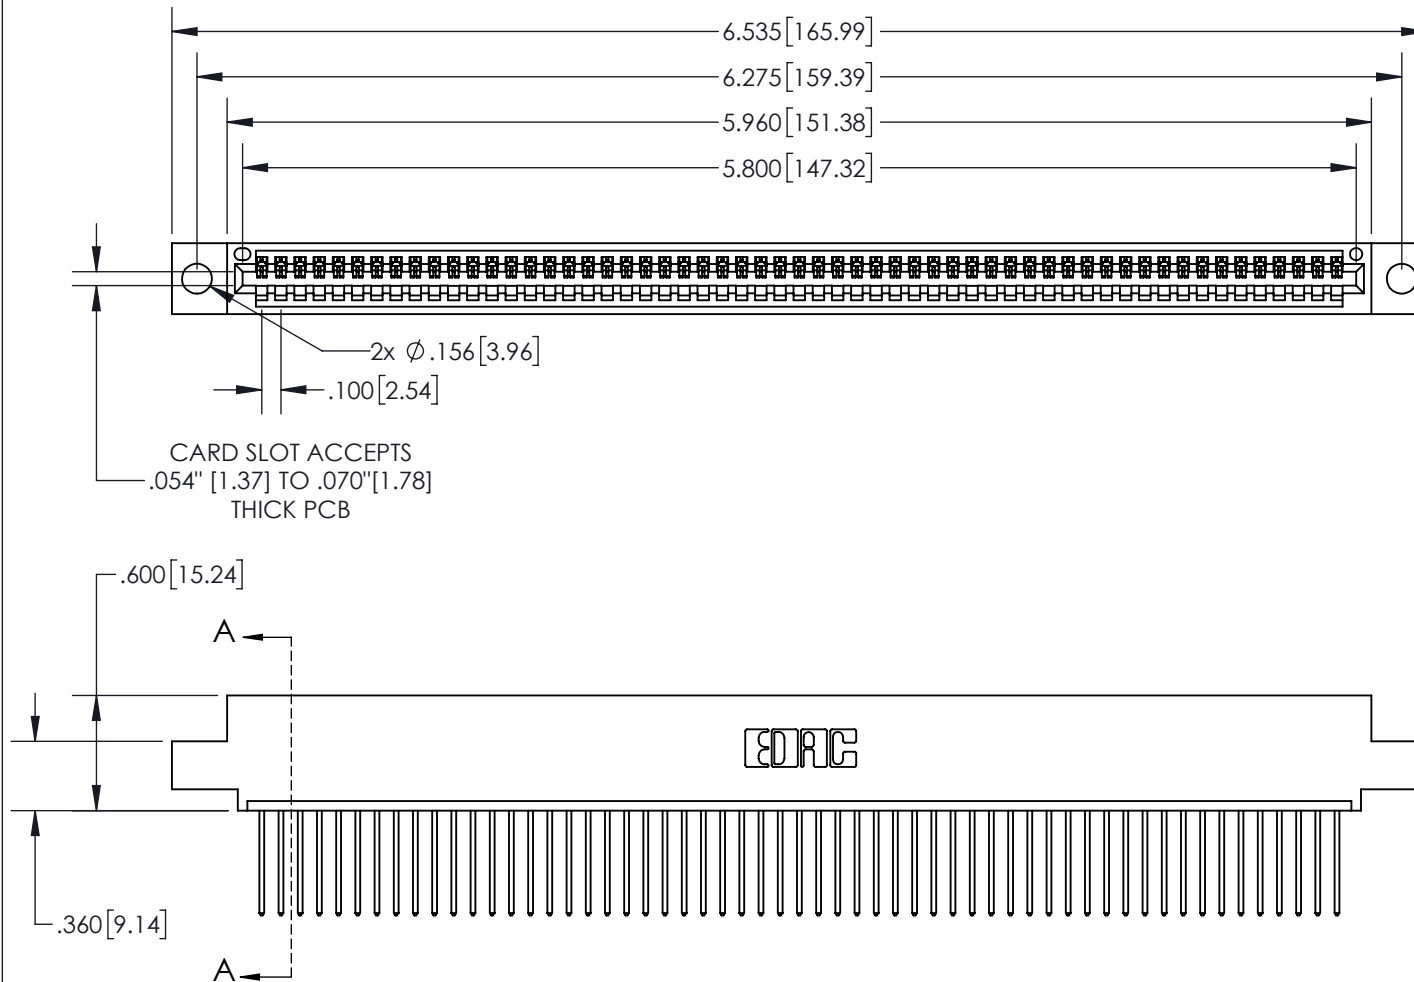 6.535[165.99]
6.275[159.39]
5.960[151.38]
5.800[147.32]
2x Ø.156[3.96]
.100[2.54]
CARD SLOT ACCEPTS
.054" [1.37] TO .070"[1.78]
THICK PCB
.600[15.24]
A
EDAC
.360[9.14]
A